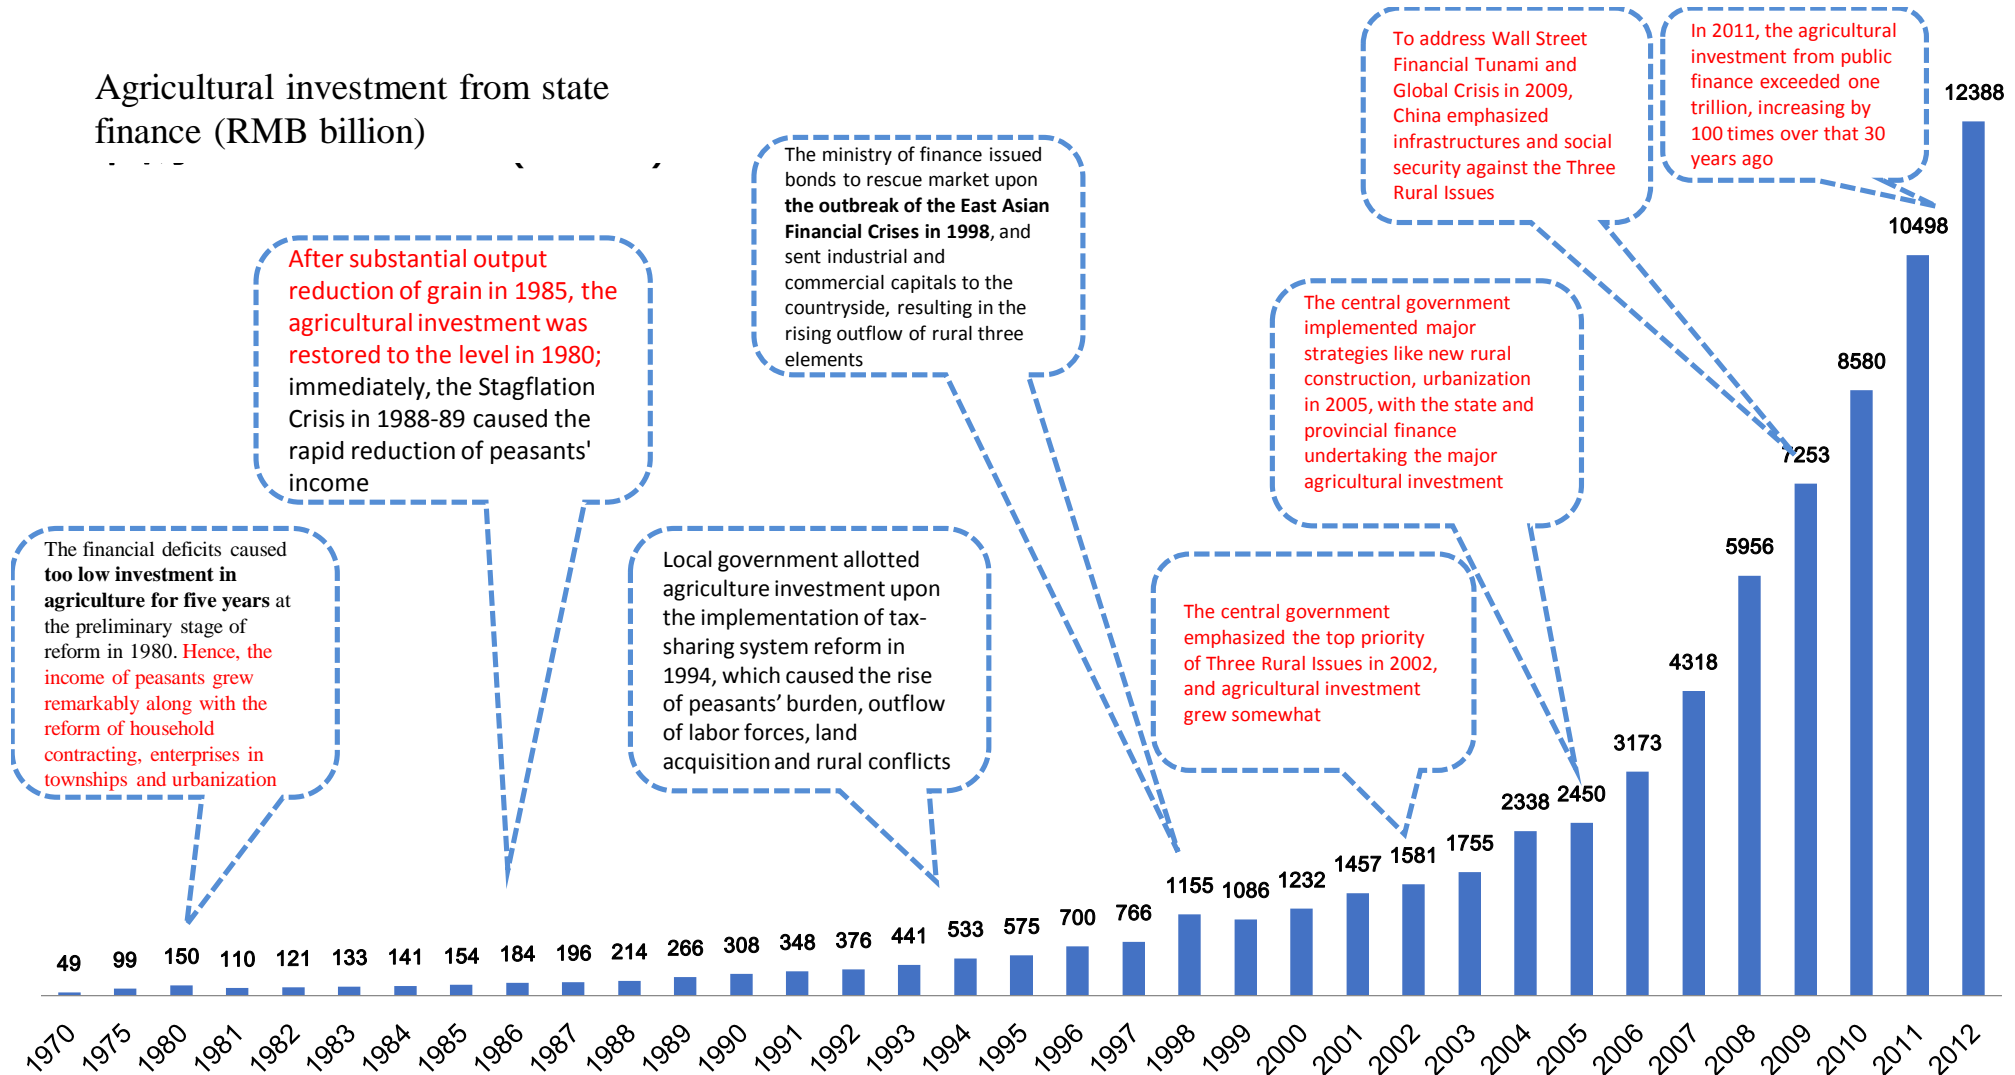 Agricultural investment from state
finance (RMB billion)
The financial deficits caused
too low investment in
agriculture for five years at
the preliminary stage of
reform in 1980. Hence, the
income of peasants grew
remarkably along with the
reform of household
contracting, enterprises in
townships and urbanization
After substantial output
reduction of grain in 1985, the
agricultural investment was
restored to the level in 1980;
immediately, the Stagflation
Crisis in 1988-89 caused the
rapid reduction of peasants'
income
Local government allotted
agriculture investment upon
the implementation of tax-
sharing system reform in
1994, which caused the rise
of peasants’ burden, outflow
of labor forces, land
acquisition and rural conflicts
The ministry of finance issued
bonds to rescue market upon
the outbreak of the East Asian
Financial Crises in 1998, and
sent industrial and
commercial capitals to the
countryside, resulting in the
rising outflow of rural three
elements
The central government
emphasized the top priority
of Three Rural Issues in 2002,
and agricultural investment
grew somewhat
The central government
implemented major
strategies like new rural
construction, urbanization
in 2005, with the state and
provincial finance
undertaking the major
agricultural investment
To address Wall Street
Financial Tunami and
Global Crisis in 2009,
China emphasized
infrastructures and social
security against the Three
Rural Issues
In 2011, the agricultural
investment from public
finance exceeded one
trillion, increasing by
100 times over that 30
years ago
49 99 150 110 121 133 141 154 184 196 214 266 308 348 376 441 533 575 700 766 1155 1086 1232 1457 1581 1755 2338 2450 3173 4318 5956 7253 8580 10498 12388
1970 1975 1980 1981 1982 1983 1984 1985 1986 1987 1988 1989 1990 1991 1992 1993 1994 1995 1996 1997 1998 1999 2000 2001 2002 2003 2004 2005 2006 2007 2008 2009 2010 2011 2012